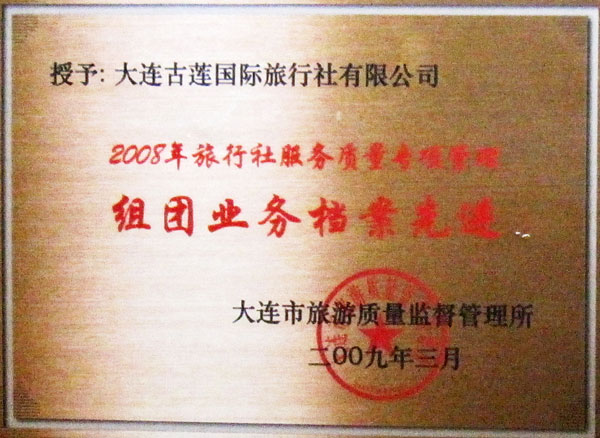 授予: 大连古莲国际旅行社有限公司
2008年旅行社服务质量专项管理
组团业务档案先进
大连市旅游质量监督管理所
二00九年三月